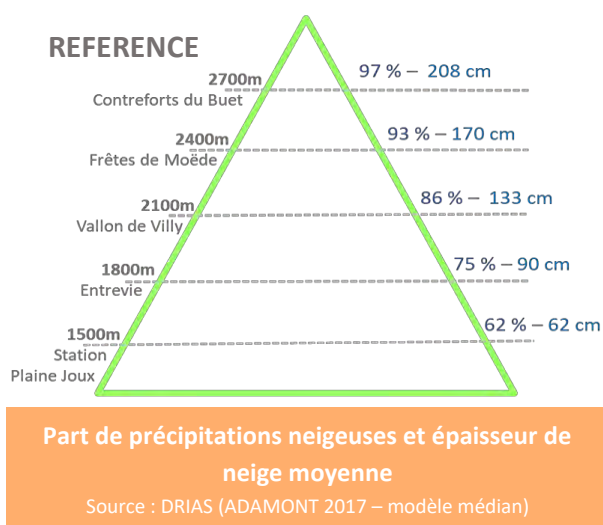 REFERENCE
2700m
Contreforts du Buet
97 % – 208 cm
2400m
Frêtes de Moëde
93 % – 170 cm
2100m
Vallon de Villy
86 % – 133 cm
1800m
Entrevie
75 % – 90 cm
1500m
Station
Plaine Joux
62 % – 62 cm
Part de précipitations neigeuses et épaisseur de
neige moyenne
Source : DRIAS (ADAMONT 2017 – modèle médian)